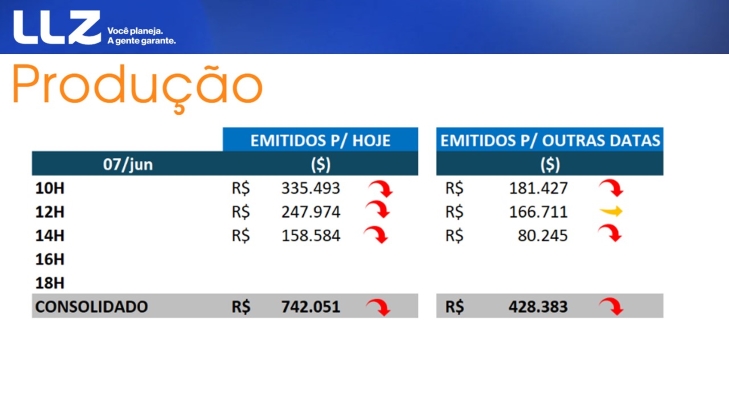 LLZ Você planeja.
A gente garante.
Produção
EMITIDOS P/ HOJE EMITIDOS P/ OUTRAS DATAS
07/jun ($) ($)
10H R$ 335.493 R$ 181.427
12H R$ 247.974 R$ 166.711
14H R$ 158.584 R$ 80.245
16H
18H
CONSOLIDADO R$ 742.051 R$ 428.383